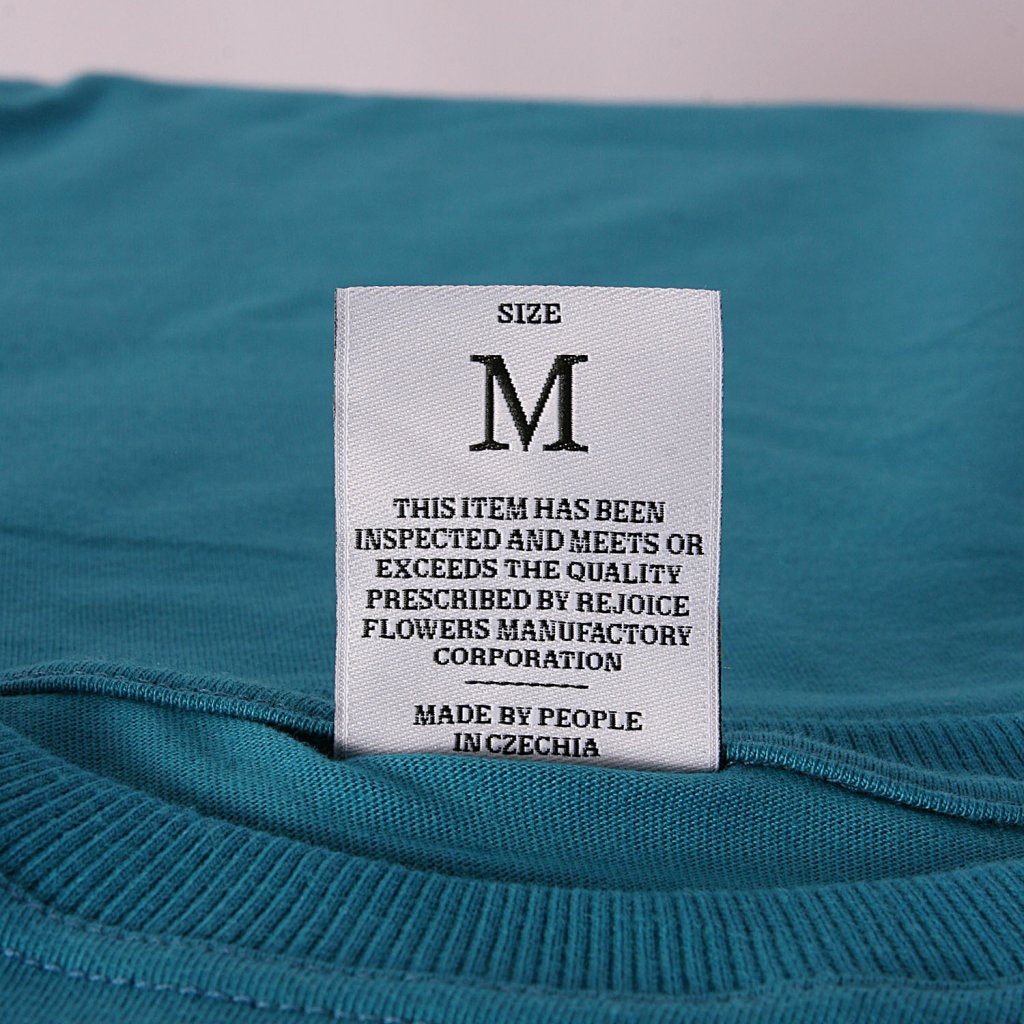 SIZE
M
THIS ITEM HAS BEEN
INSPECTED AND MEETS OR
EXCEEDS THE QUALITY
PRESCRIBED BY REJOICE
FLOWERS MANUFACTORY
CORPORATION
MADE BY PEOPLE
IN CZECHIA